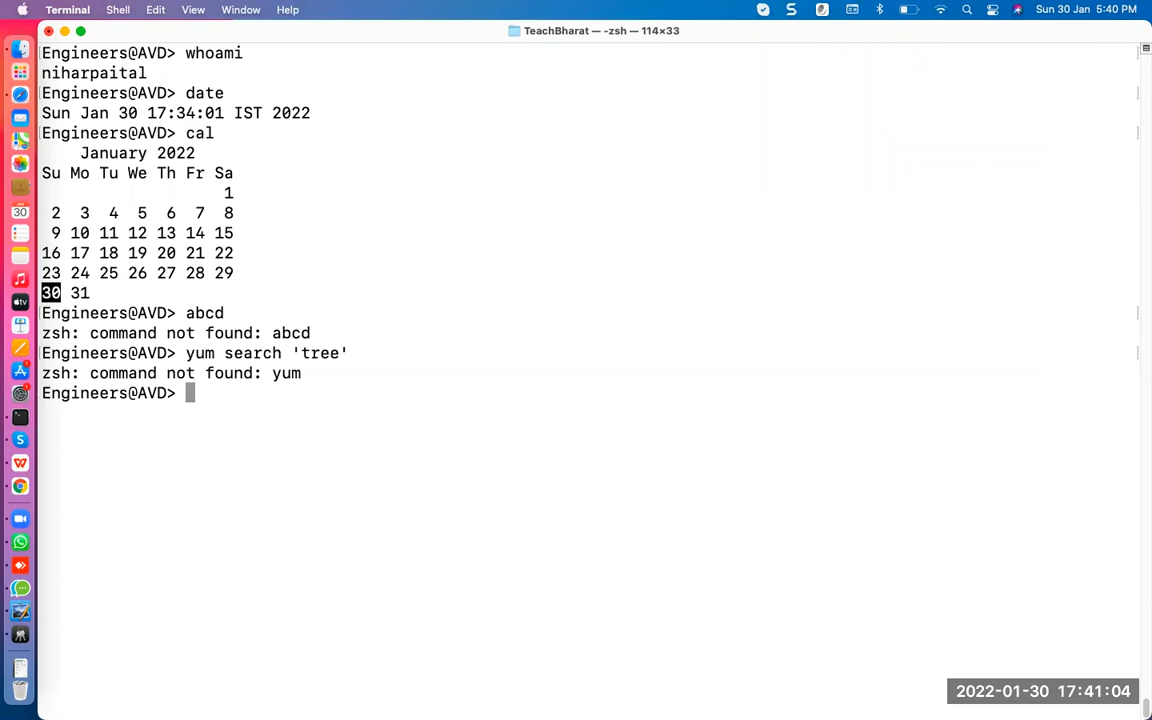 Terminal Shell Edit View Window Help Sun 30 Jan 5:40 PM
TeachBharat — -zsh — 114×33
Engineers@AVD> whoami
niharpaital
Engineers@AVD> date
Sun Jan 30 17:34:01 IST 2022
Engineers@AVD> cal
January 2022
Su Mo Tu We Th Fr Sa
1
2 3 4 5 6 7 8
9 10 11 12 13 14 15
16 17 18 19 20 21 22
23 24 25 26 27 28 29
30 31
Engineers@AVD> abcd
zsh: command not found: abcd
Engineers@AVD> yum search 'tree'
zsh: command not found: yum
Engineers@AVD>
2022-01-30 17:41:04